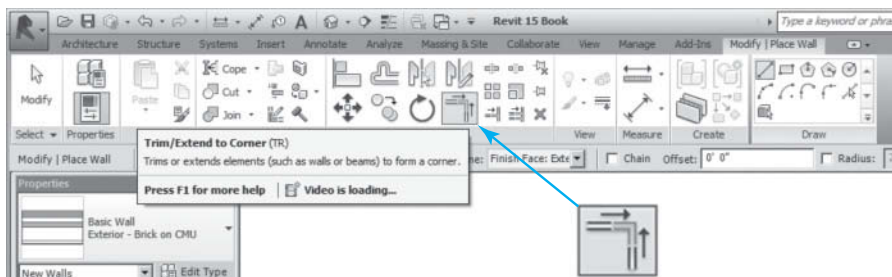 Revit 15 Book
Type a keyword or phra
Architecture Structure Systems Insert Annotate Analyze Massing & Site Collaborate View Manage Add-Ins Modify | Place Wall
Modify
Paste
Cope
Cut
Join
Select Properties View Measure Create Draw
Trim/Extend to Corner (TR)
Trims or extends elements (such as walls or beams) to form a corner.
Press F1 for more help Video is loading...
Modify | Place Wall ne: Finish Face: Exte Chain Offset: 0' 0" Radius:
Properties
Basic Wall
Exterior - Brick on CMU
New Walls Edit Type